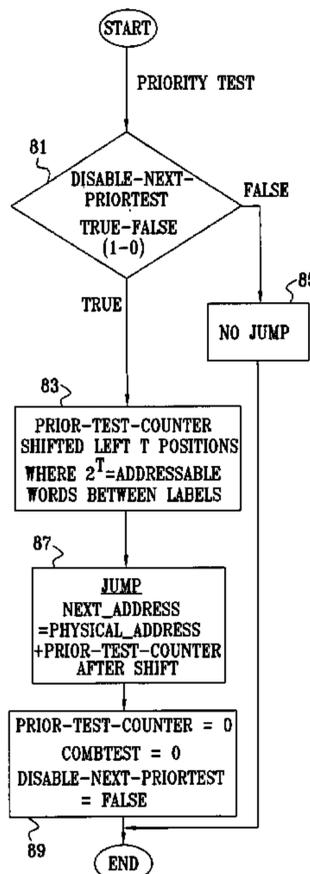 START
PRIORITY TEST
81
DISABLE-NEXT-
PRIORTEST
TRUE-FALSE
(1-0)
FALSE
TRUE
85
NO JUMP
83
PRIOR-TEST-COUNTER
SHIFTED LEFT T POSITIONS
WHERE 2^T=ADDRESSABLE
WORDS BETWEEN LABELS
87
JUMP
NEXT_ADDRESS
=PHYSICAL_ADDRESS
+PRIOR-TEST-COUNTER
AFTER SHIFT
PRIOR-TEST-COUNTER = 0
COMBTEST = 0
DISABLE-NEXT-PRIORTEST
= FALSE
89
END